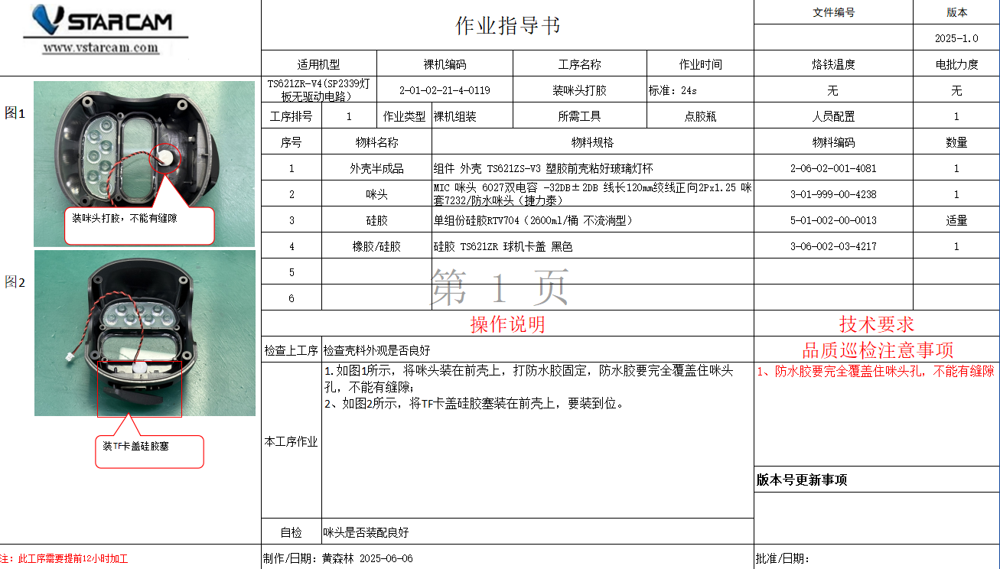 VSTARCAM
www.vstarcam.com
作业指导书
文件编号
版本
2025-1.0
适用机型
裸机编码
工序名称
作业时间
烙铁温度
电批力度
TS621ZR-V4(SP2339灯
板无驱动电路)
2-01-02-21-4-0119
装咪头打胶
标准: 24s
无
无
工序排号
1
作业类型
裸机组装
所需工具
点胶瓶
人员配置
1
序号
物料名称
物料规格
物料编码
数量
1
外壳半成品
组件 外壳 TS621ZS-V3 塑胶前壳粘好玻璃灯杯
2-06-02-001-4081
1
2
咪头
MIC 咪头 6027双电容 -32DB±2DB 线长120mm绞线正向2Px1.25 咪
套7232/防水咪头（捷力泰）
3-01-999-00-4238
1
3
硅胶
单组份硅胶RTV704（2600ml/桶 不流淌型）
5-01-002-00-0013
适量
4
橡胶/硅胶
硅胶 TS621ZR 球机卡盖 黑色
3-06-002-03-4217
1
5
6
第 1 页
图1
装咪头打胶，不能有缝隙
图2
装TF卡盖硅胶塞
操作说明
技术要求
检查上工序
检查壳料外观是否良好
品质巡检注意事项
本工序作业
1.如图1所示，将咪头装在前壳上，打防水胶固定，防水胶要完全覆盖住咪头
孔，不能有缝隙；
2、如图2所示，将TF卡盖硅胶塞装在前壳上，要装到位。
1、防水胶要完全覆盖住咪头孔，不能有缝隙
版本号更新事项
自检
咪头是否装配良好
注: 此工序需要提前12小时加工
制作/日期: 黄森林 2025-06-06
批准/日期: